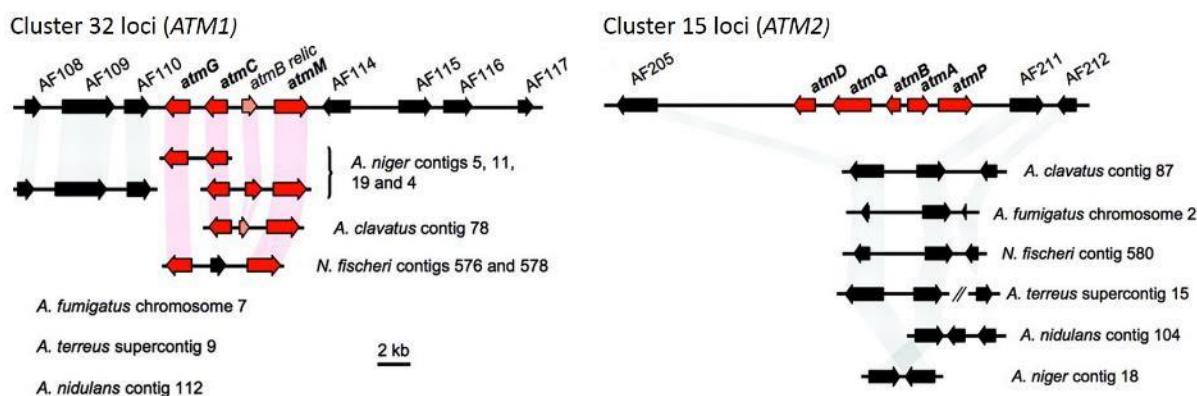 Cluster 32 loci (ATM1)
AF108
AF109
AF110
atmG
atmC
atmB relic
atmM
AF114
AF115
AF116
AF117
A. niger contigs 5, 11,
19 and 4
A. clavatus contig 78
N. fischeri contigs 576 and 578
A. fumigatus chromosome 7
A. terreus supercontig 9
A. nidulans contig 112
2 kb
Cluster 15 loci (ATM2)
AF205
atmD
atmQ
atmB
atmA
atmP
AF211
AF212
A. clavatus contig 87
A. fumigatus chromosome 2
N. fischeri contig 580
//
A. terreus supercontig 15
A. nidulans contig 104
A. niger contig 18